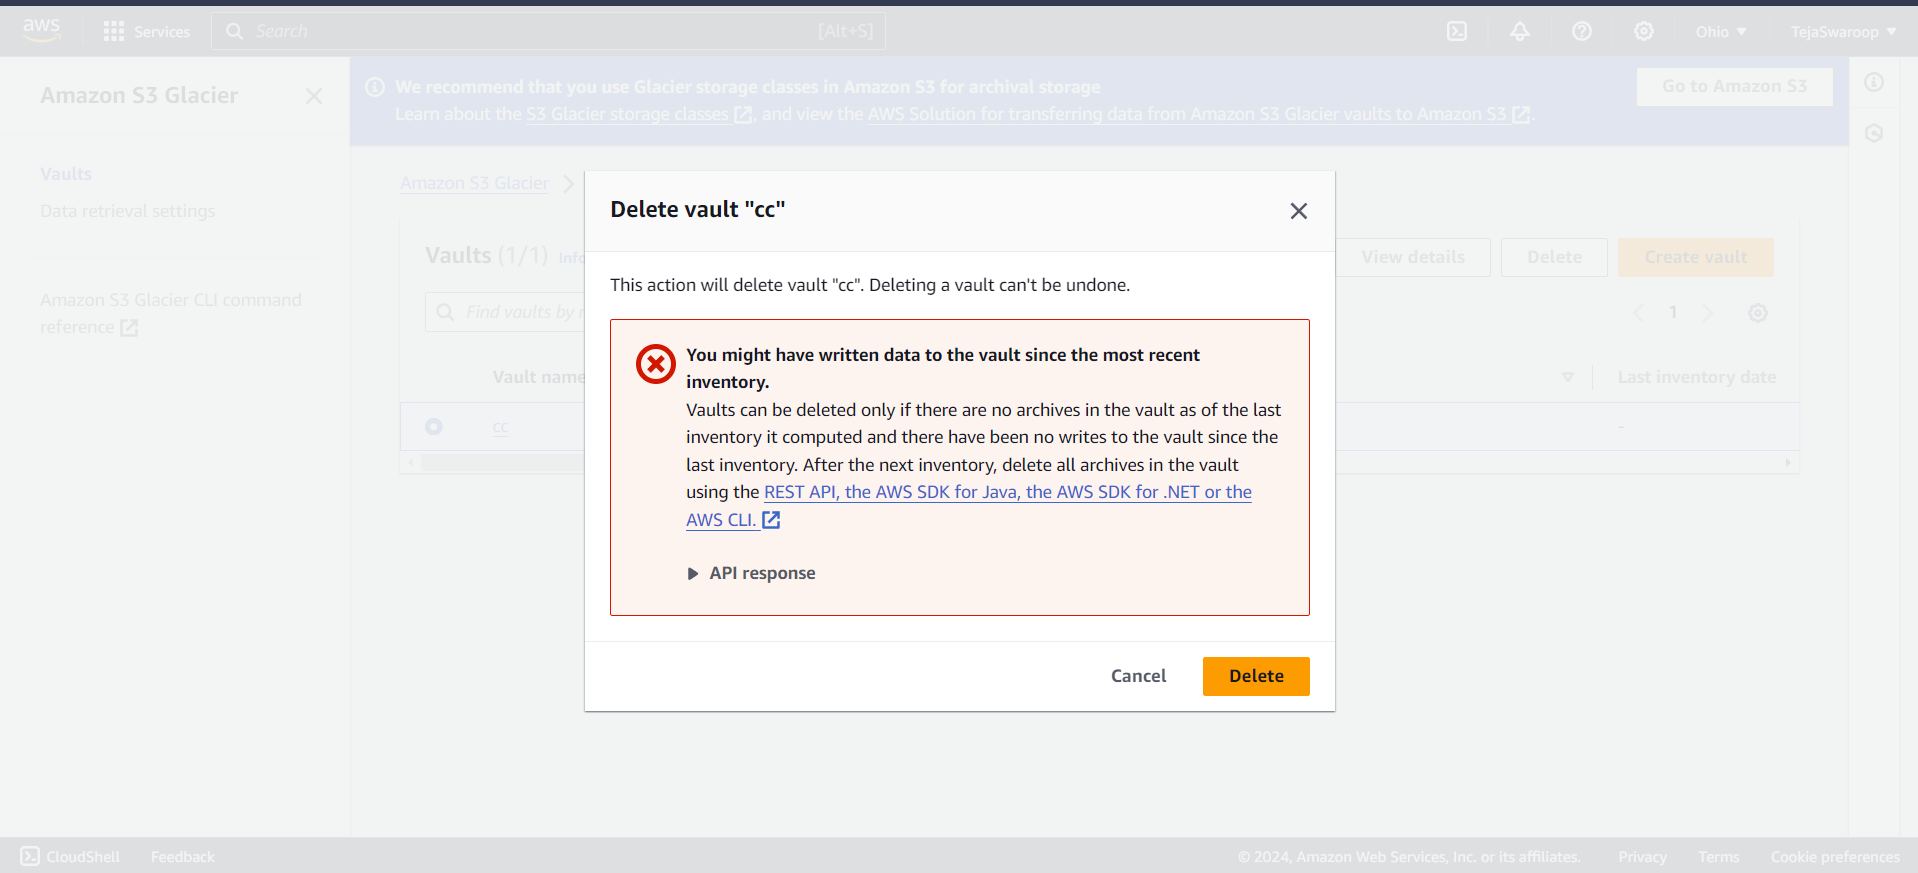 aws
Services
Search
[Alt+S]
Ohio
TejaSwaroop
Amazon S3 Glacier
Vaults
Data retrieval settings
Amazon S3 Glacier CLI command
reference
We recommend that you use Glacier storage classes in Amazon S3 for archival storage
Learn about the S3 Glacier storage classes, and view the AWS Solution for transferring data from Amazon S3 Glacier vaults to Amazon S3.
Go to Amazon S3
Amazon S3 Glacier
Vaults (1/1) Info
View details
Delete
Create vault
Find vaults by
1
Vault name
Last inventory date
cc
-
Delete vault "cc"
This action will delete vault "cc". Deleting a vault can't be undone.
You might have written data to the vault since the most recent
inventory.
Vaults can be deleted only if there are no archives in the vault as of the last
inventory it computed and there have been no writes to the vault since the
last inventory. After the next inventory, delete all archives in the vault
using the REST API, the AWS SDK for Java, the AWS SDK for .NET or the
AWS CLI.
API response
Cancel
Delete
CloudShell
Feedback
© 2024, Amazon Web Services, Inc. or its affiliates.
Privacy
Terms
Cookie preferences